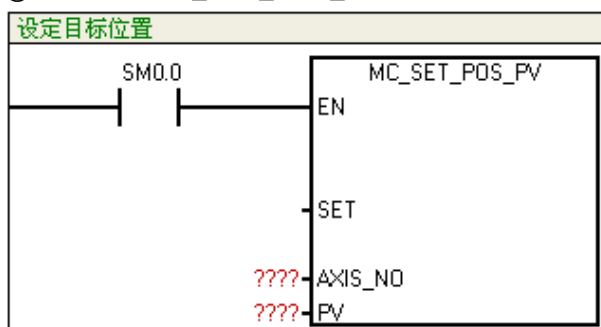 设定目标位置
SM0.0
MC_SET_POS_PV
EN
SET
???? AXIS_NO
???? PV